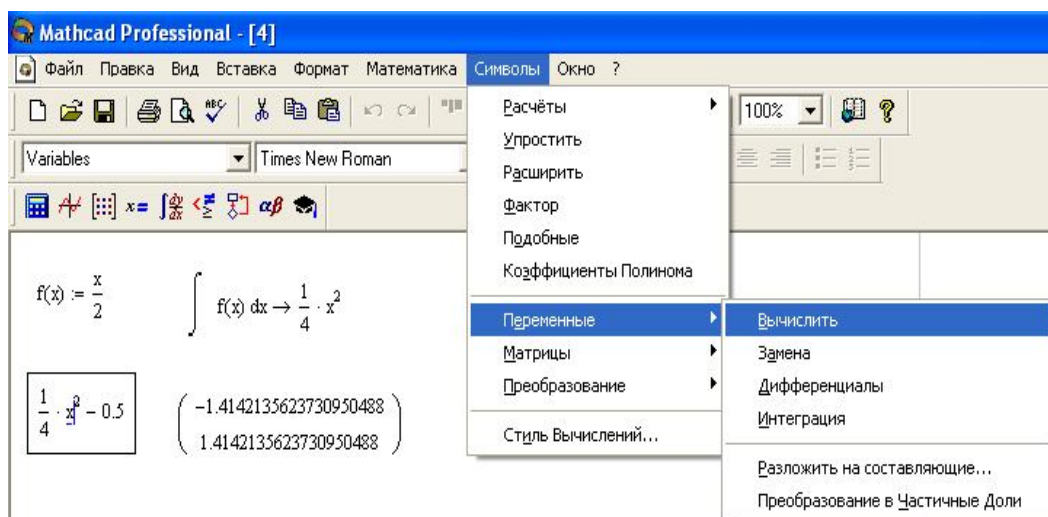 Mathcad Professional - [4]
Файл Правка Вид Вставка Формат Математика Символы Окно ?
100%
Variables Times New Roman
x= αβ
Расчёты
Упростить
Расширить
Фактор
Подобные
Коэффициенты Полинома
Переменные
Матрицы
Преобразование
Стиль Вычислений...
Вычислить
Замена
Дифференциалы
Интеграция
Разложить на составляющие...
Преобразование в Частичные Доли
f(x) := x/2 ∫ f(x) dx → 1/4 · x²
1/4 · x² − 0.5
−1.4142135623730950488
1.4142135623730950488